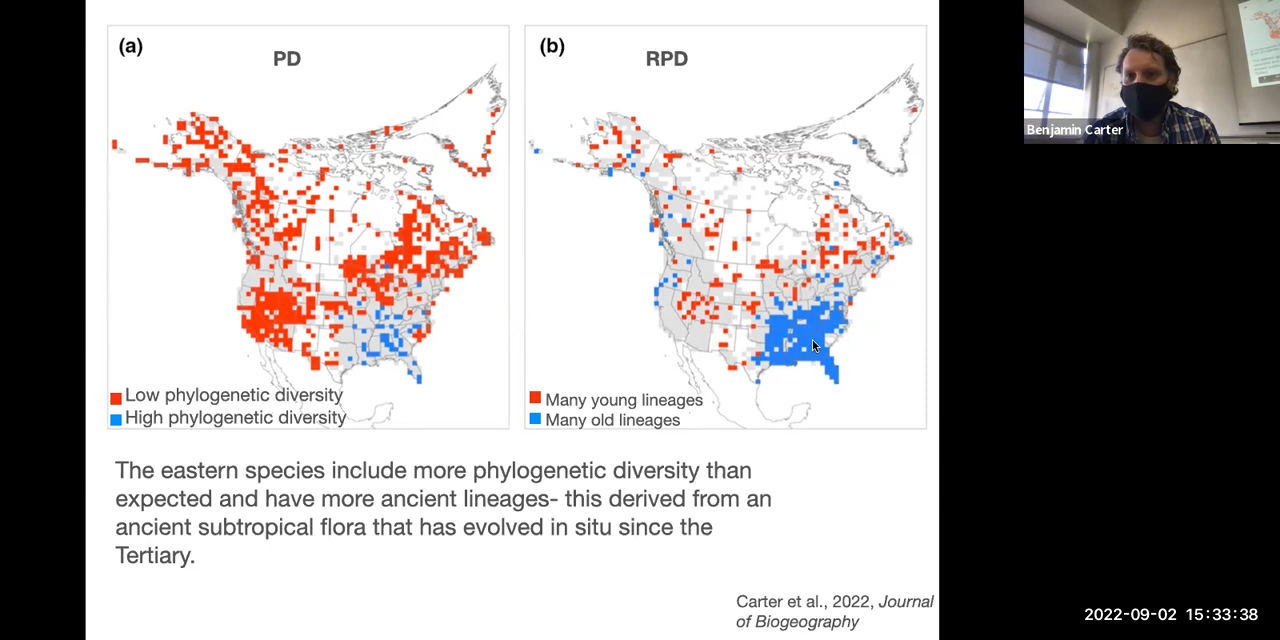 (a)
PD
Low phylogenetic diversity
High phylogenetic diversity
(b)
RPD
Many young lineages
Many old lineages
The eastern species include more phylogenetic diversity than
expected and have more ancient lineages- this derived from an
ancient subtropical flora that has evolved in situ since the
Tertiary.
Carter et al., 2022, Journal
of Biogeography
Benjamin Carter
2022-09-02 15:33:38